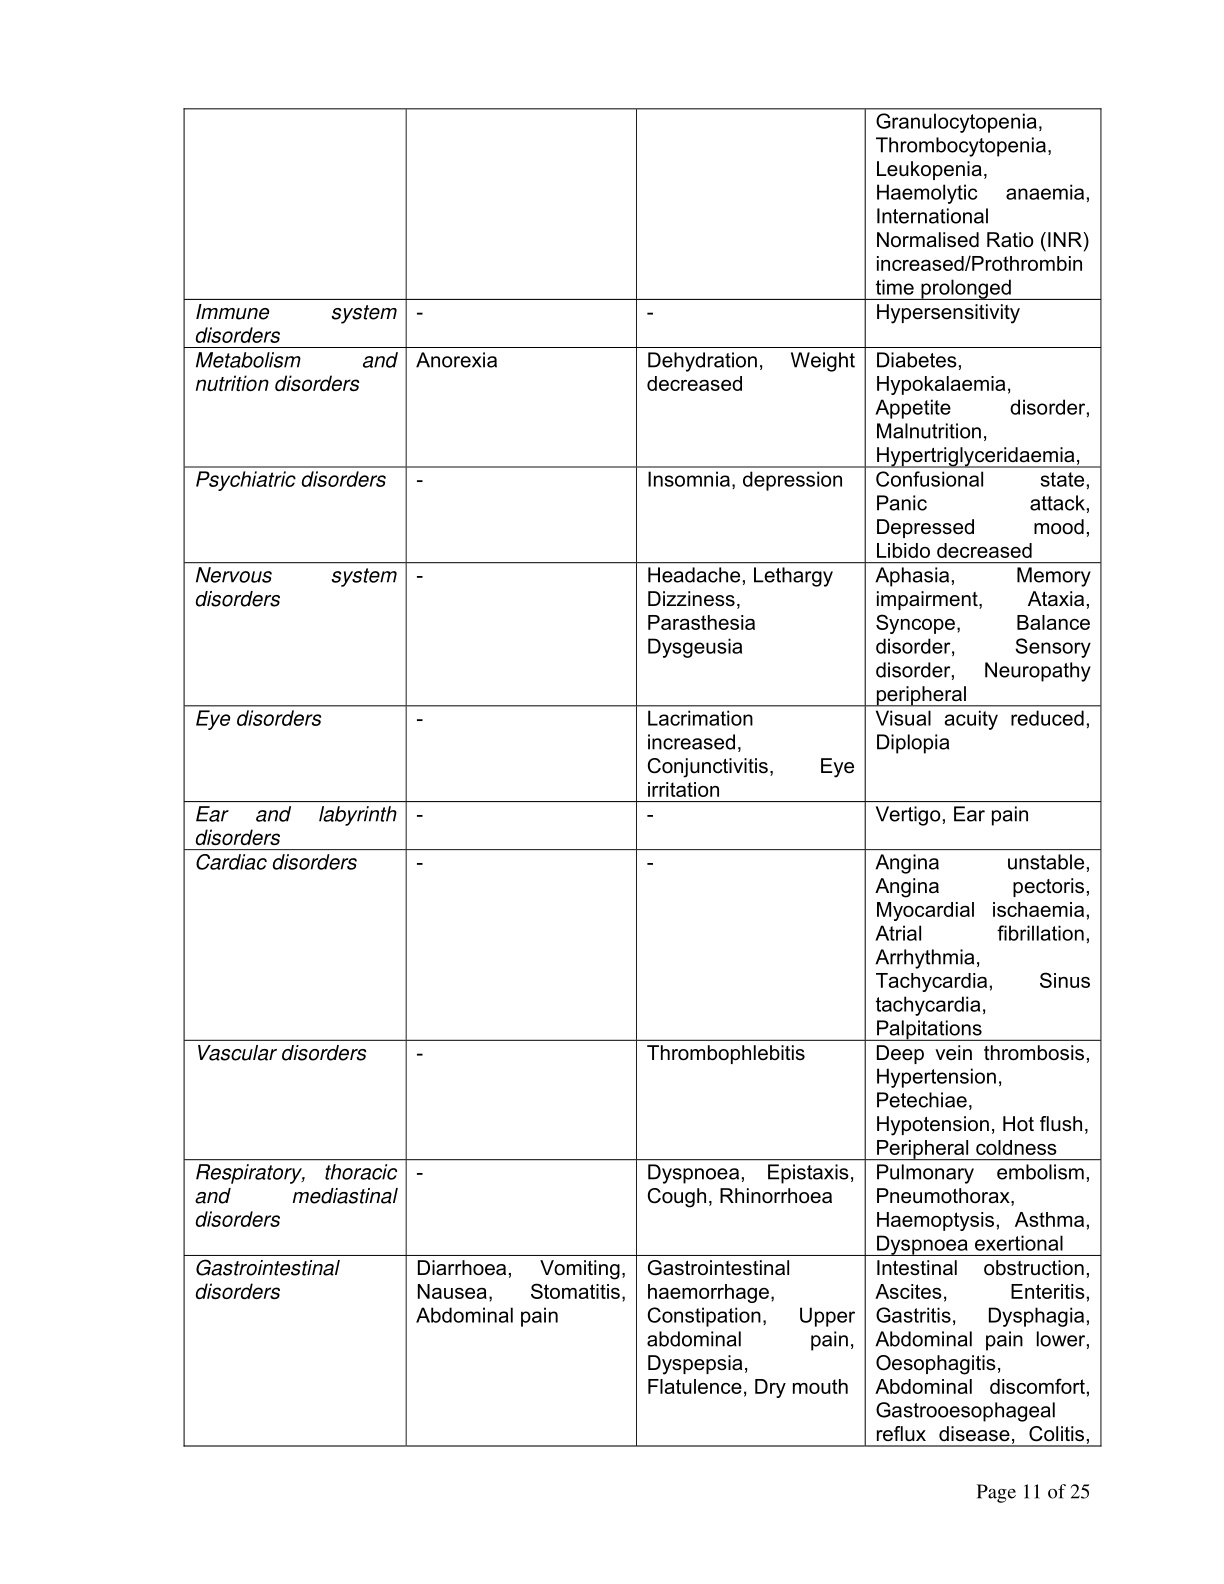 Granulocytopenia,
Thrombocytopenia,
Leukopenia,
Haemolytic anaemia,
International
Normalised Ratio (INR)
increased/Prothrombin
time prolonged
Immune system
disorders
-
-
Hypersensitivity
Metabolism and
nutrition disorders
Anorexia
Dehydration, Weight
decreased
Diabetes,
Hypokalaemia,
Appetite disorder,
Malnutrition,
Hypertriglyceridaemia,
Psychiatric disorders
-
Insomnia, depression
Confusional state,
Panic attack,
Depressed mood,
Libido decreased
Nervous system
disorders
-
Headache, Lethargy
Dizziness,
Parasthesia
Dysgeusia
Aphasia, Memory
impairment, Ataxia,
Syncope, Balance
disorder, Sensory
disorder, Neuropathy
peripheral
Eye disorders
-
Lacrimation
increased,
Conjunctivitis, Eye
irritation
Visual acuity reduced,
Diplopia
Ear and labyrinth
disorders
-
-
Vertigo, Ear pain
Cardiac disorders
-
-
Angina unstable,
Angina pectoris,
Myocardial ischaemia,
Atrial fibrillation,
Arrhythmia,
Tachycardia, Sinus
tachycardia,
Palpitations
Vascular disorders
-
Thrombophlebitis
Deep vein thrombosis,
Hypertension,
Petechiae,
Hypotension, Hot flush,
Peripheral coldness
Respiratory, thoracic
and mediastinal
disorders
-
Dyspnoea, Epistaxis,
Cough, Rhinorrhoea
Pulmonary embolism,
Pneumothorax,
Haemoptysis, Asthma,
Dyspnoea exertional
Gastrointestinal
disorders
Diarrhoea, Vomiting,
Nausea, Stomatitis,
Abdominal pain
Gastrointestinal
haemorrhage,
Constipation, Upper
abdominal pain,
Dyspepsia,
Flatulence, Dry mouth
Intestinal obstruction,
Ascites, Enteritis,
Gastritis, Dysphagia,
Abdominal pain lower,
Oesophagitis,
Abdominal discomfort,
Gastrooesophageal
reflux disease, Colitis,
Page 11 of 25